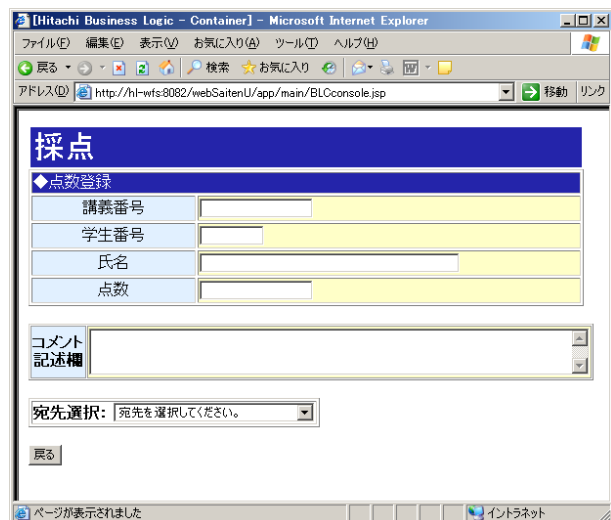 [Hitachi Business Logic - Container] - Microsoft Internet Explorer
ファイル(F) 編集(E) 表示(V) お気に入り(A) ツール(T) ヘルプ(H)
戻る 検索 お気に入り
アドレス(D) http://hl-wfs:8082/webSaitenU/app/main/BLCconsole.jsp 移動 リンク
採点
◆点数登録
講義番号
学生番号
氏名
点数
コメント
記述欄
宛先選択: 宛先を選択してください。
戻る
ページが表示されました イントラネット